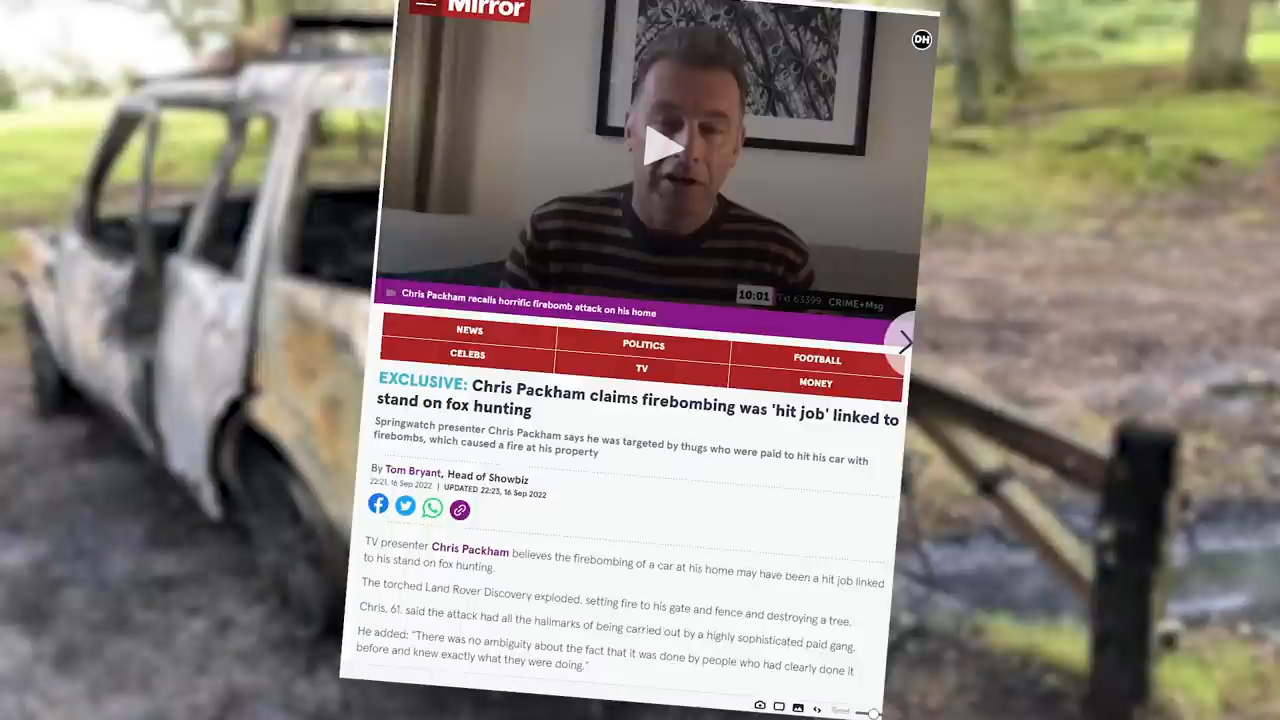 Mirror
DH
10:01 63399 CRIME+Msg
Chris Packham recalls horrific firebomb attack on his home
NEWS POLITICS FOOTBALL
CELEBS TV MONEY
EXCLUSIVE: Chris Packham claims firebombing was 'hit job' linked to
stand on fox hunting
Springwatch presenter Chris Packham says he was targeted by thugs who were paid to hit his car with
firebombs, which caused a fire at his property
By Tom Bryant, Head of Showbiz
22:21, 16 Sep 2022 | UPDATED 22:23, 16 Sep 2022
TV presenter Chris Packham believes the firebombing of a car at his home may have been a hit job linked
to his stand on fox hunting.
The torched Land Rover Discovery exploded, setting fire to his gate and fence and destroying a tree.
Chris, 61, said the attack had all the hallmarks of being carried out by a highly sophisticated paid gang.
He added: "There was no ambiguity about the fact that it was done by people who had clearly done it
before and knew exactly what they were doing."